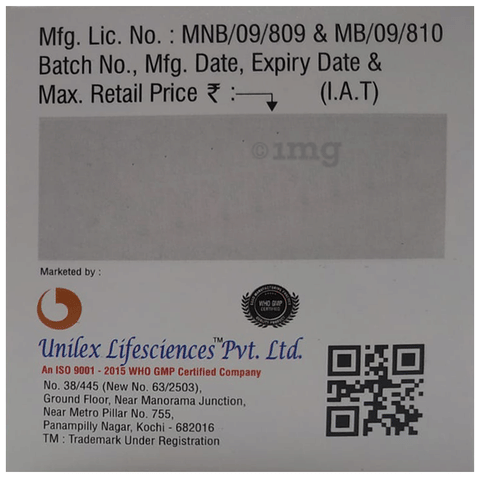 Mfg. Lic. No. : MNB/09/809 & MB/09/810
Batch No., Mfg. Date, Expiry Date &
Max. Retail Price ₹ : (I.A.T)
1mg
Marketed by :
WHO GMP
CERTIFIED
Unilex Lifesciences™ Pvt. Ltd.
An ISO 9001 - 2015 WHO GMP Certified Company
No. 38/445 (New No. 63/2503),
Ground Floor, Near Manorama Junction,
Near Metro Pillar No. 755,
Panampilly Nagar, Kochi - 682016
TM : Trademark Under Registration